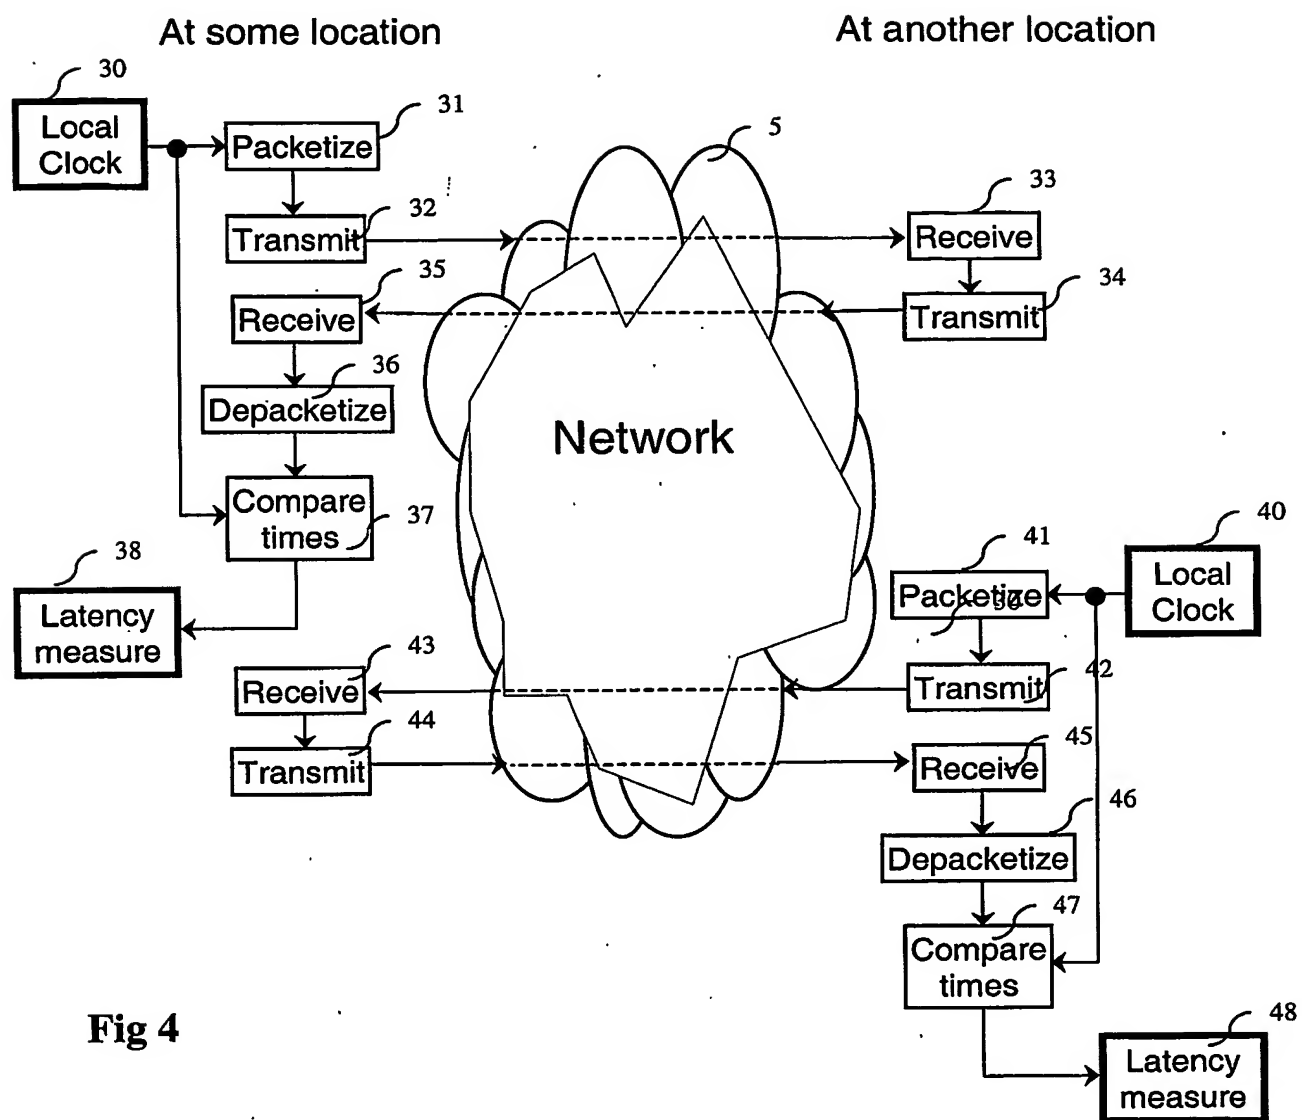 At some location
At another location
30
Local
Clock
31
Packetize
5
32
Transmit
33
Receive
35
Receive
34
Transmit
36
Depacketize
Network
Compare
times
37
38
Latency
measure
40
Local
Clock
41
Packetize
43
Receive
42
Transmit
44
Transmit
45
Receive
46
Depacketize
47
Compare
times
Fig 4
48
Latency
measure